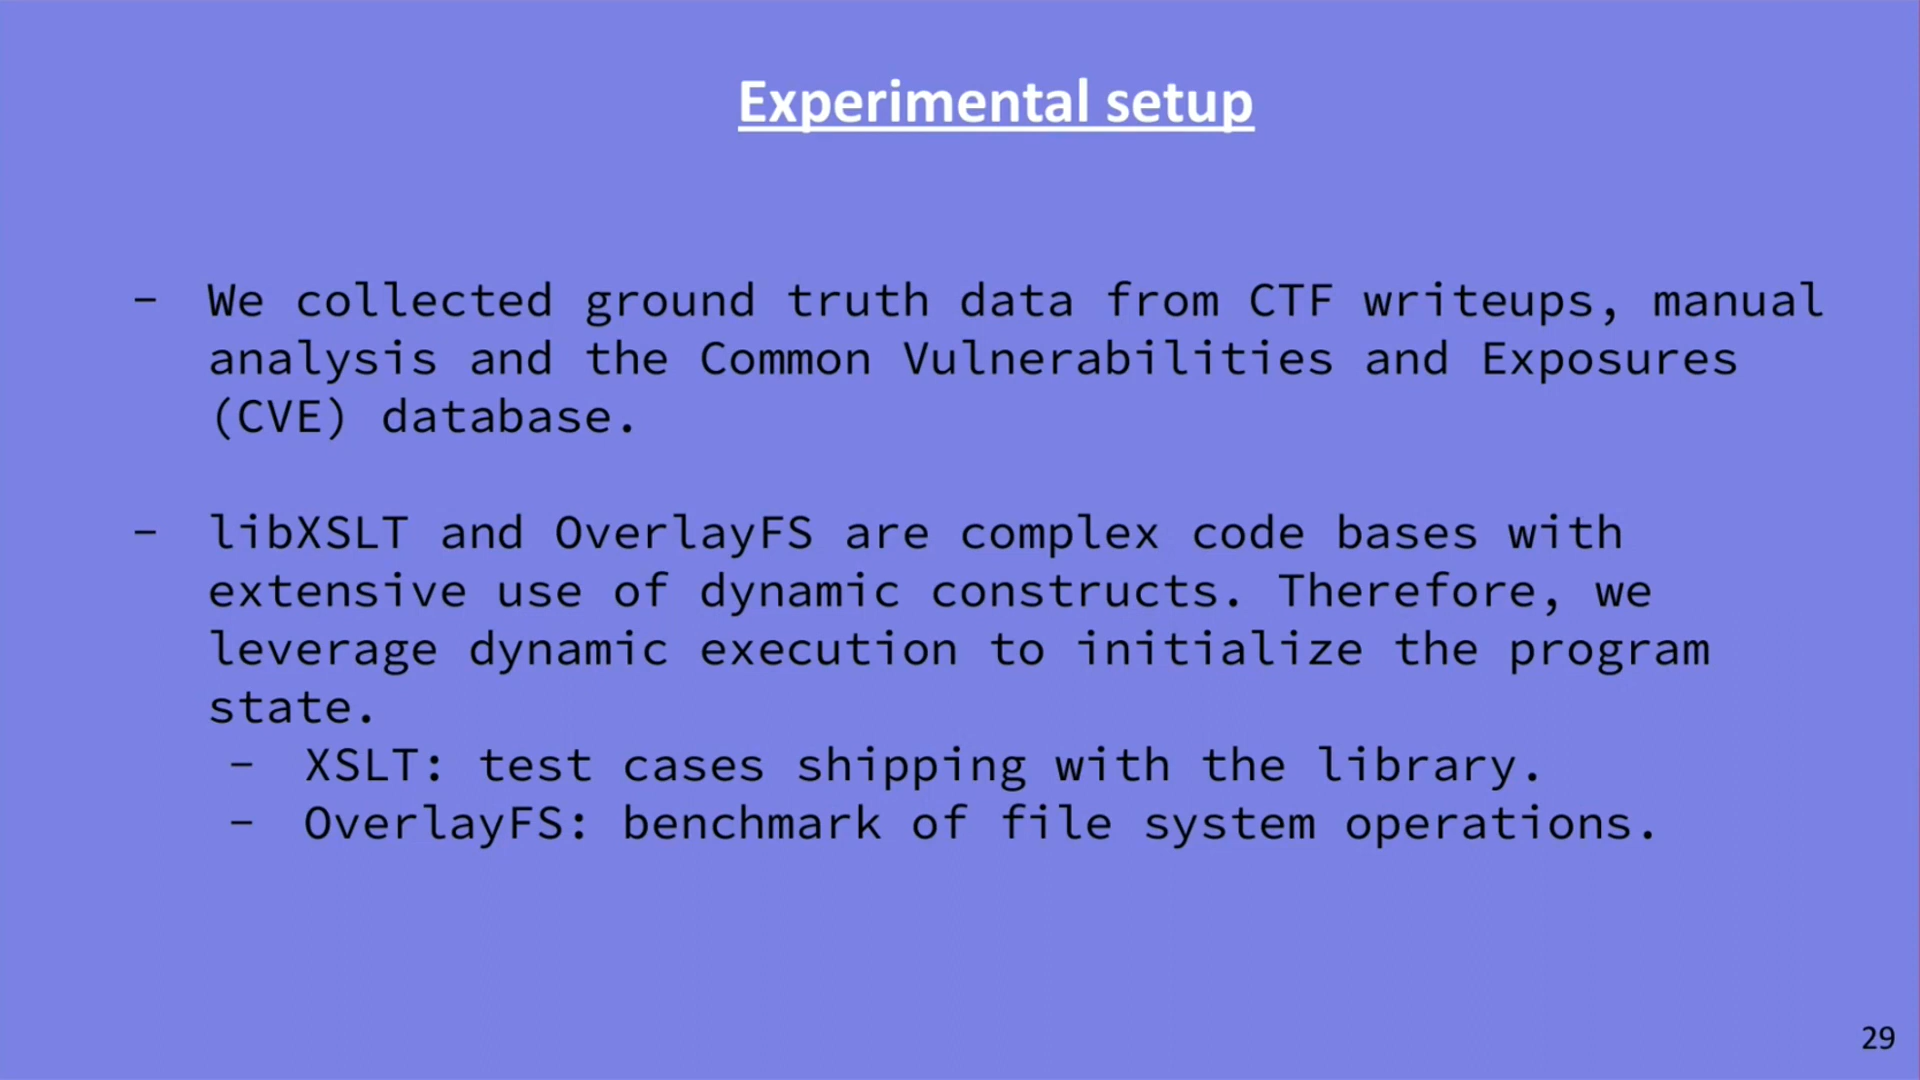 Experimental setup
- We collected ground truth data from CTF writeups, manual
analysis and the Common Vulnerabilities and Exposures
(CVE) database.
- libXSLT and OverlayFS are complex code bases with
extensive use of dynamic constructs. Therefore, we
leverage dynamic execution to initialize the program
state.
- XSLT: test cases shipping with the library.
- OverlayFS: benchmark of file system operations.
29